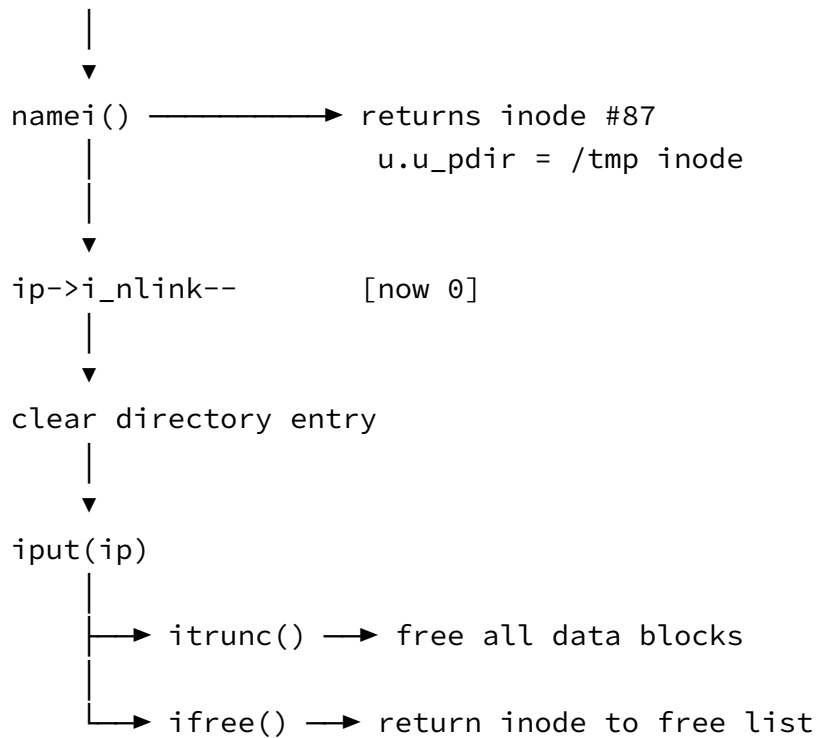 namei() returns inode #87
u.u_pdir = /tmp inode
ip->i_nlink-- [now 0]
clear directory entry
iput(ip)
itrunc() free all data blocks
ifree() return inode to free list